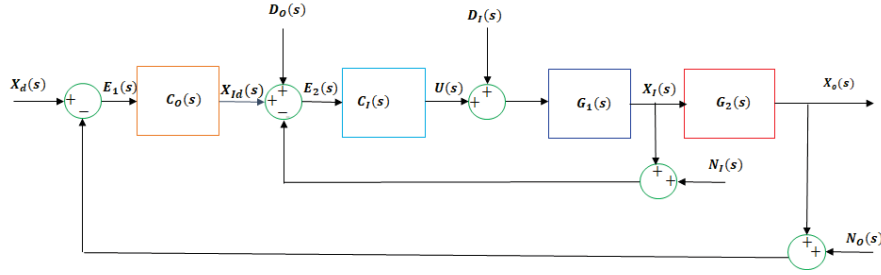 D_O(s) D_I(s)
X_d(s) E_1(s) C_O(s) X_Id(s) E_2(s) C_I(s) U(s) G_1(s) X_I(s) G_2(s) X_o(s)
+ − + + − + + 
+ + N_I(s)
+ + N_O(s)